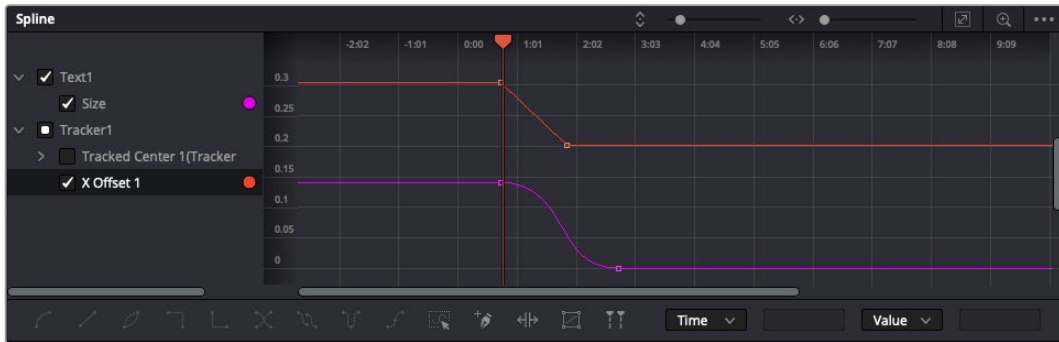 Spline
-2:02 -1:01 0:00 1:01 2:02 3:03 4:04 5:05 6:06 7:07 8:08 9:09
Text1
Size
Tracker1
Tracked Center 1(Tracker
X Offset 1
0.3
0.25
0.2
0.15
0.1
0.05
0
Time
Value